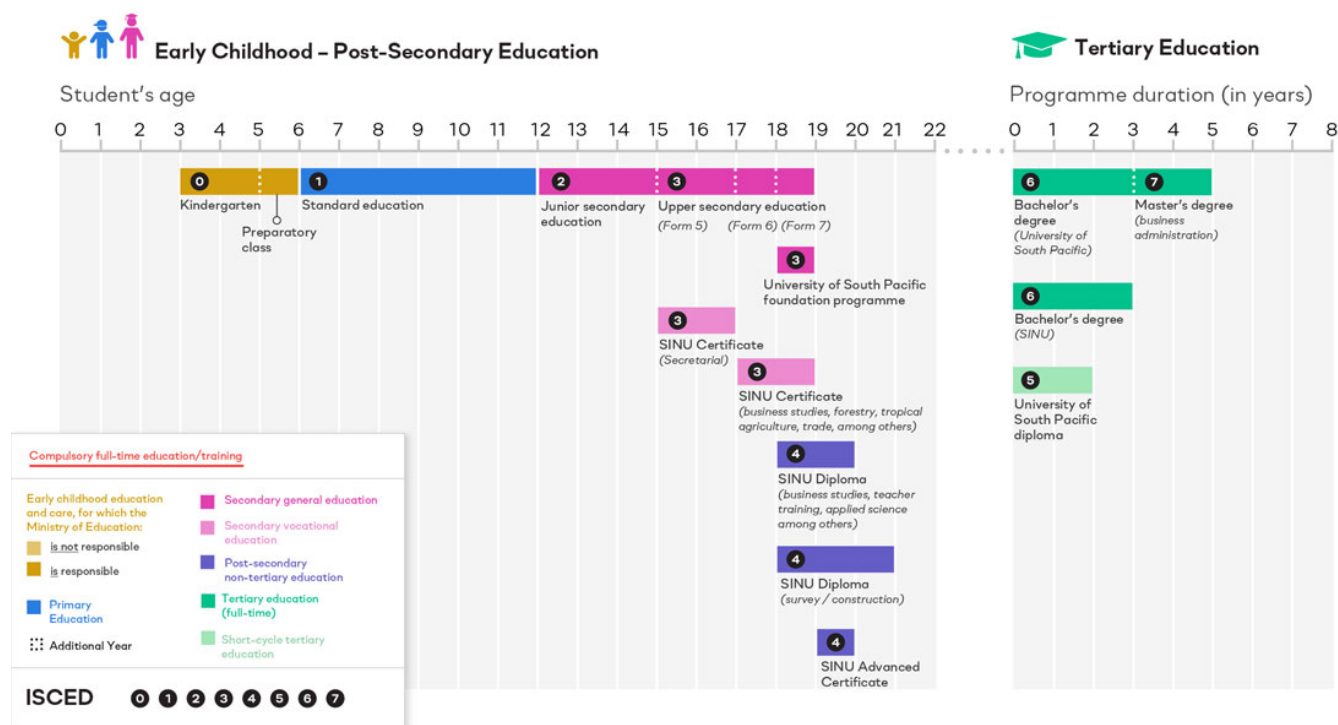 Early Childhood – Post-Secondary Education
Student's age
0 1 2 3 4 5 6 7 8 9 10 11 12 13 14 15 16 17 18 19 20 21 22
0
Kindergarten
Preparatory
class
1
Standard education
2
Junior secondary
education
3
Upper secondary education
(Form 5)
(Form 6) (Form 7)
3
University of South Pacific
foundation programme
3
SINU Certificate
(Secretarial)
3
SINU Certificate
(business studies, forestry, tropical
agriculture, trade, among others)
4
SINU Diploma
(business studies, teacher
training, applied science
among others)
4
SINU Diploma
(survey / construction)
4
SINU Advanced
Certificate
Tertiary Education
Programme duration (in years)
0 1 2 3 4 5 6 7 8
6
Bachelor's
degree
(University of
South Pacific)
7
Master's degree
(business
administration)
6
Bachelor's degree
(SINU)
5
University of
South Pacific
diploma
Compulsory full-time education/training
Early childhood education
and care, for which the
Ministry of Education:
is not responsible
is responsible
Primary
Education
Additional Year
Secondary general education
Secondary vocational
education
Post-secondary
non-tertiary education
Tertiary education
(full-time)
Short-cycle tertiary
education
ISCED 0 1 2 3 4 5 6 7